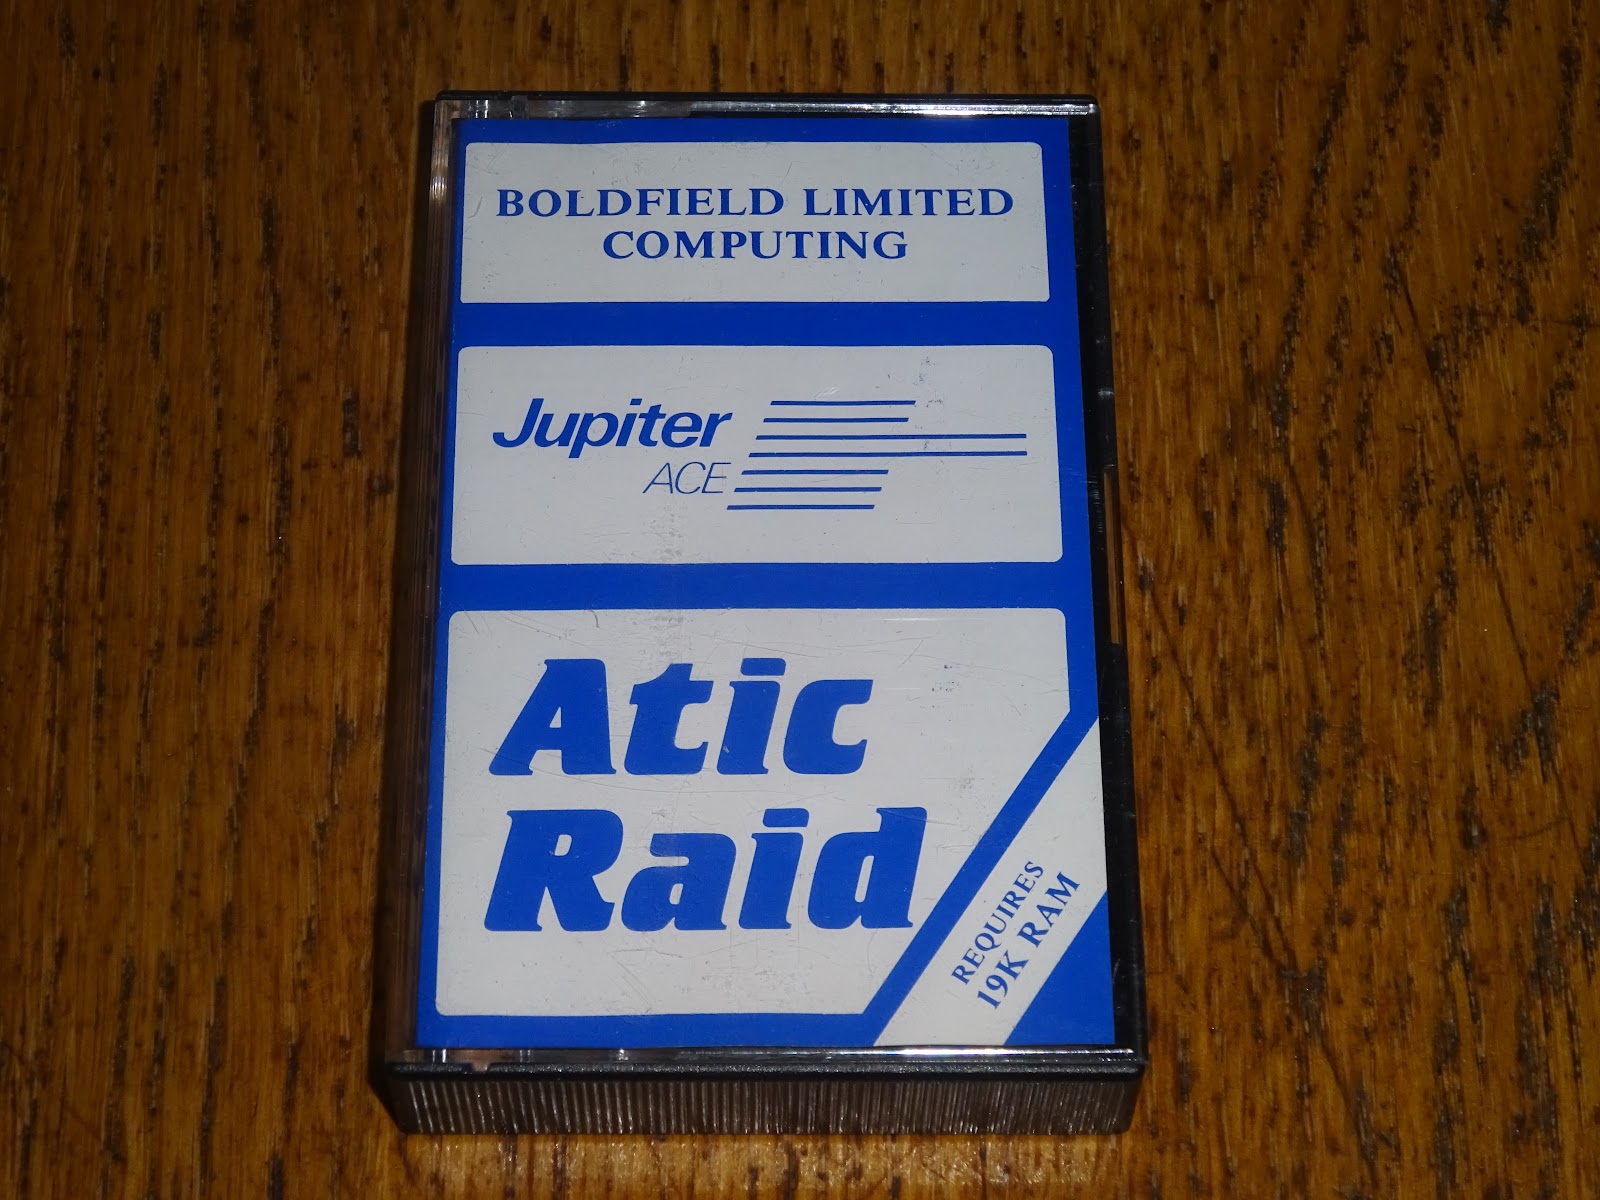 BOLDFIELD LIMITED
COMPUTING
Jupiter
ACE
Atic
Raid
REQUIRES
19K RAM